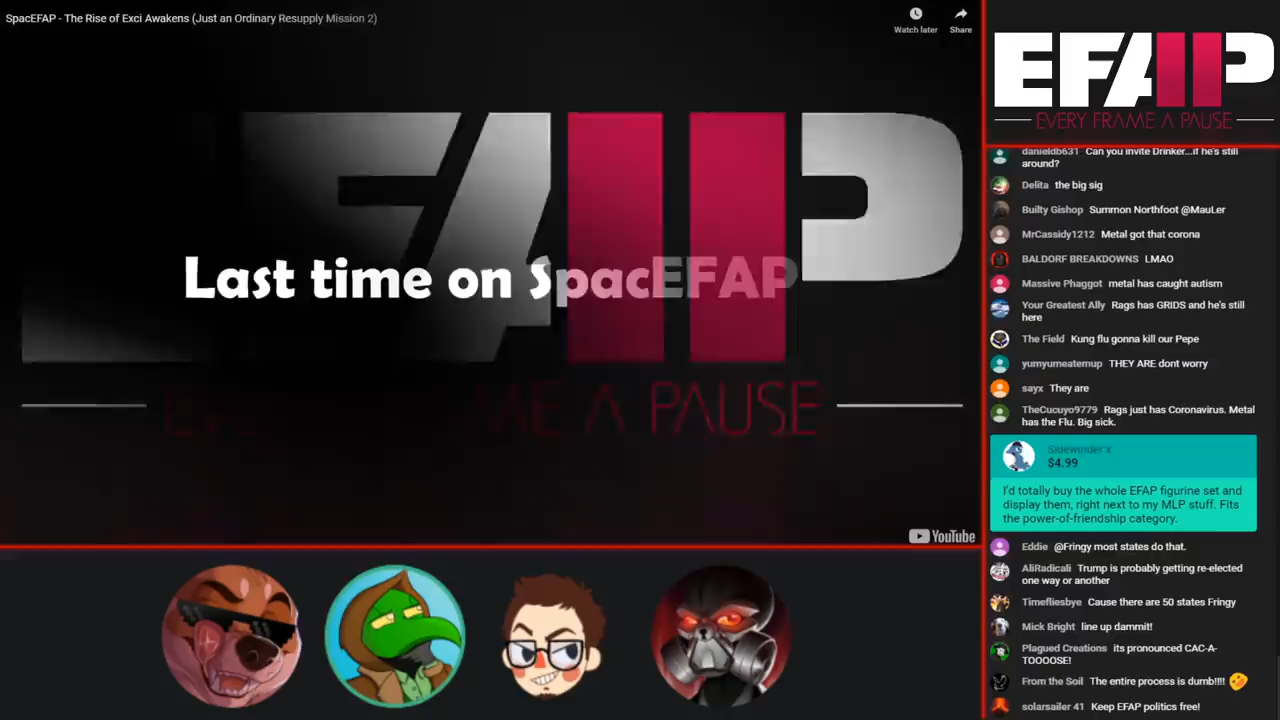 SpacEFAP - The Rise of Exci Awakens (Just an Ordinary Resupply Mission 2)
Watch later
Share
EFAP
Last time on SpacEFAP
ME A PAUSE
YouTube
EFAP
EVERY FRAME A PAUSE
danieldb631 Can you invite Drinker...if he's still
around?
Delita the big sig
Builty Gishop Summon Northfoot @MauLer
MrCassidy1212 Metal got that corona
BALDORF BREAKDOWNS LMAO
Massive Phaggot metal has caught autism
Your Greatest Ally Rags has GRIDS and he's still
here
The Field Kung flu gonna kill our Pepe
yumyumeatemup THEY ARE dont worry
sayx They are
TheCucuyo9779 Rags just has Coronavirus. Metal
has the Flu. Big sick.
Sidewinder x
$4.99
I'd totally buy the whole EFAP figurine set and
display them, right next to my MLP stuff. Fits
the power-of-friendship category.
Eddie @Fringy most states do that.
AliRadicali Trump is probably getting re-elected
one way or another
Timefliesbye Cause there are 50 states Fringy
Mick Bright line up dammit!
Plagued Creations its pronounced CAC-A-
TOOOOSE!
From the Soil The entire process is dumb!!!!
solarsailer 41 Keep EFAP politics free!